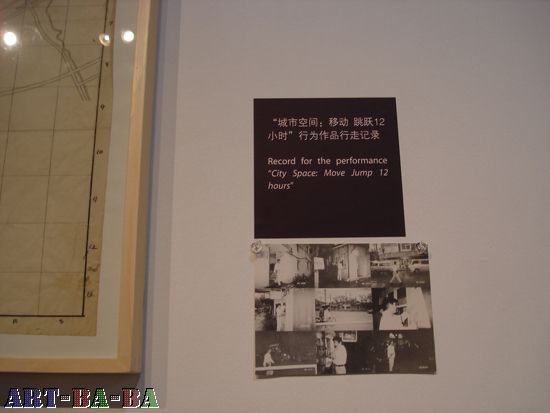 “城市空间；移动 跳跃12
小时”行为作品行走记录
Record for the performance
“City Space: Move Jump 12
hours”
ART-BA-BA